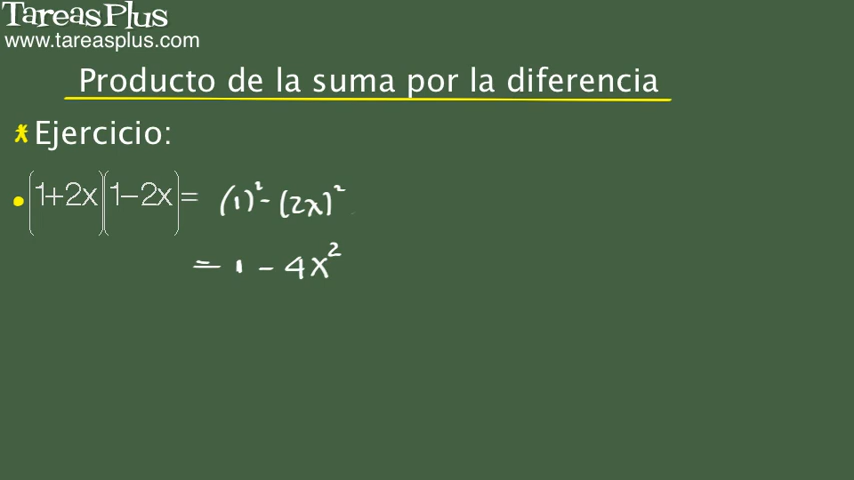 TareasPlus
www.tareasplus.com
Producto de la suma por la diferencia
* Ejercicio:
• (1+2x)(1-2x) = (1)² - (2x)²
= 1 - 4x²